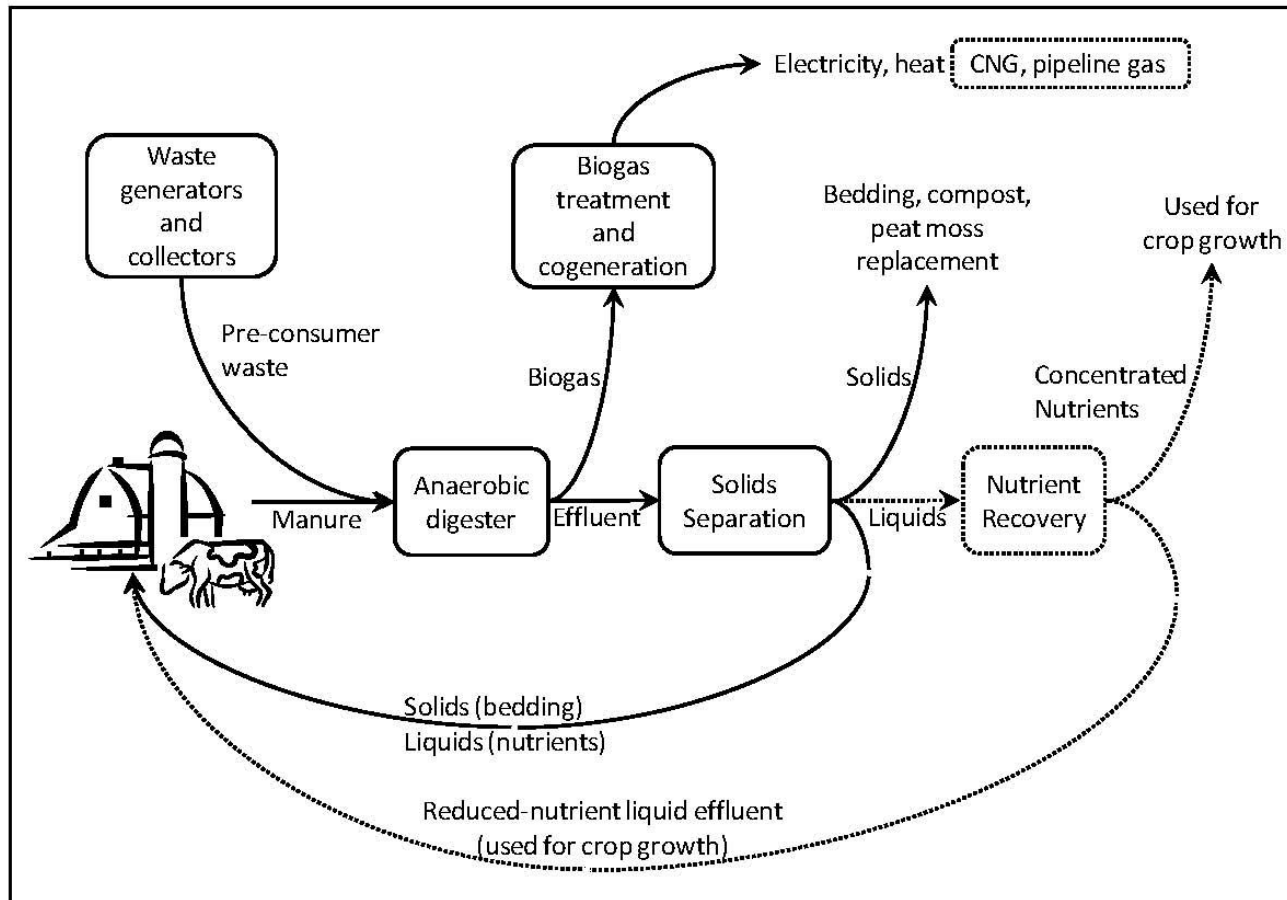 Electricity, heat
CNG, pipeline gas
Waste
generators
and
collectors
Biogas
treatment
and
cogeneration
Bedding, compost,
peat moss
replacement
Used for
crop growth
Pre-consumer
waste
Biogas
Solids
Concentrated
Nutrients
Manure
Anaerobic
digester
Effluent
Solids
Separation
Liquids
Nutrient
Recovery
Solids (bedding)
Liquids (nutrients)
Reduced-nutrient liquid effluent
(used for crop growth)